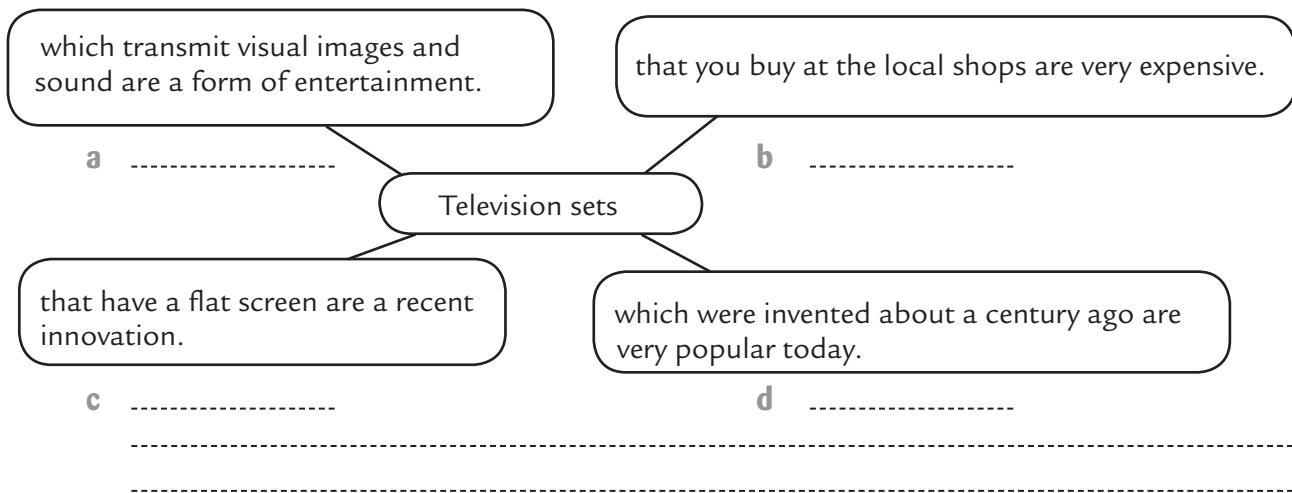 which transmit visual images and
sound are a form of entertainment.
that you buy at the local shops are very expensive.
a
b
Television sets
that have a flat screen are a recent
innovation.
which were invented about a century ago are
very popular today.
c
d